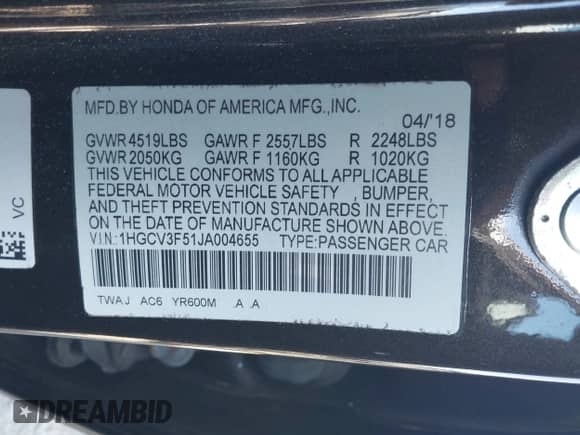 MFD.BY HONDA OF AMERICA MFG.,INC.
04/'18
GVWR 4519LBS GAWR F 2557LBS R 2248LBS
GVWR 2050KG GAWR F 1160KG R 1020KG
THIS VEHICLE CONFORMS TO ALL APPLICABLE
FEDERAL MOTOR VEHICLE SAFETY , BUMPER,
AND THEFT PREVENTION STANDARDS IN EFFECT
ON THE DATE OF MANUFACTURE SHOWN ABOVE.
VIN:1HGCV3F51JA004655 TYPE:PASSENGER CAR
TWAJ AC6 YR600M .A .A
VC
DREAMBID